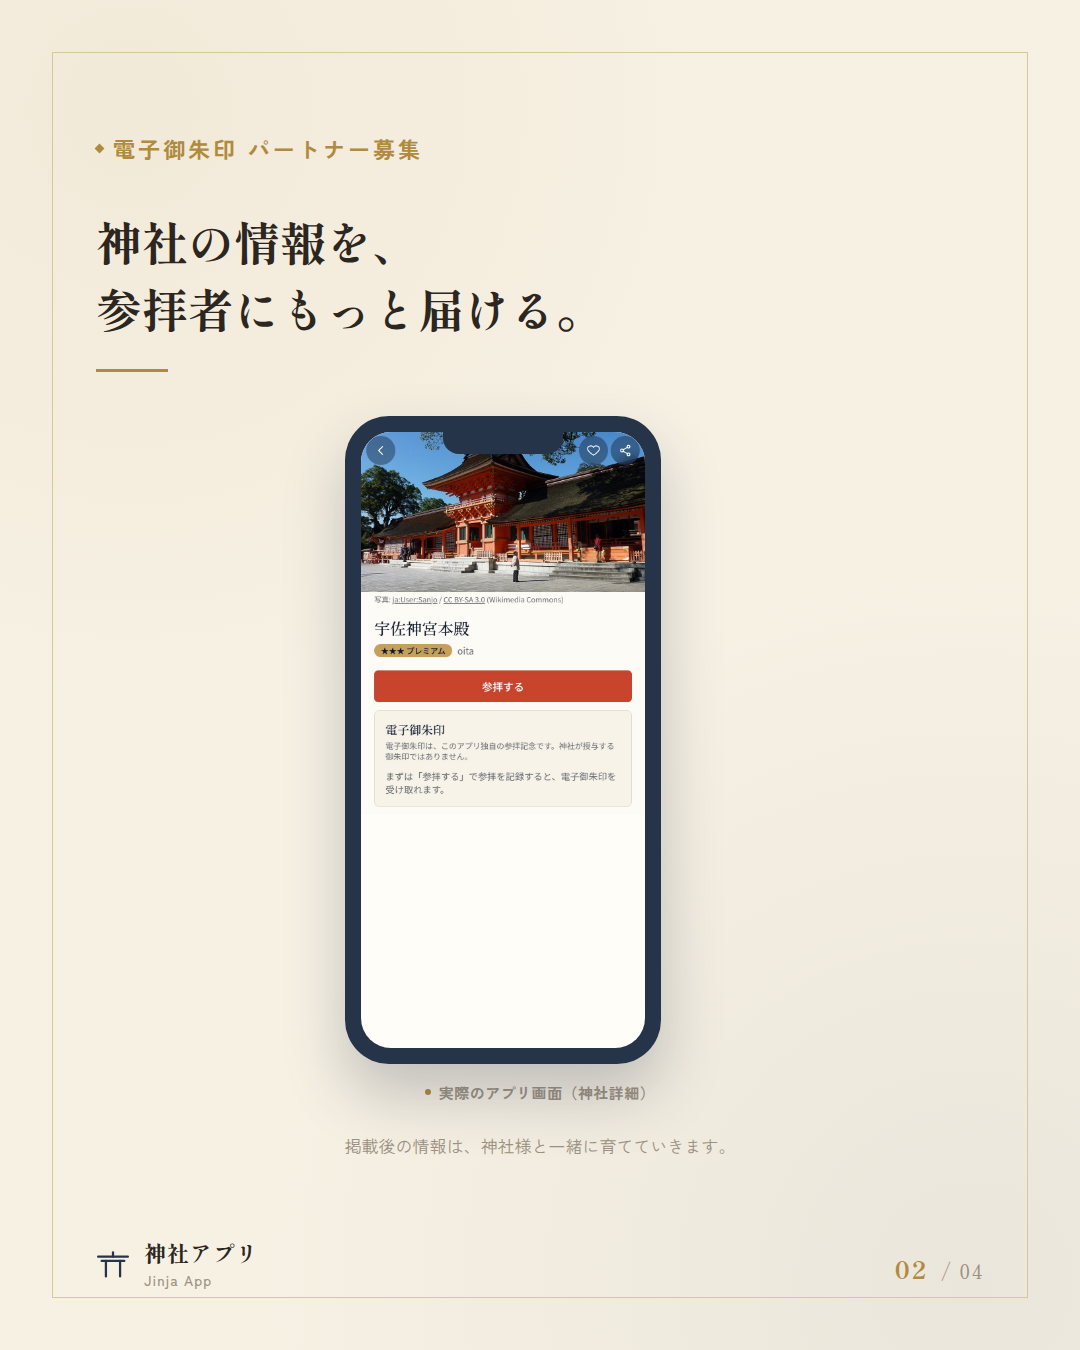 電子御朱印 パートナー募集
神社の情報を、
参拝者にもっと届ける。
写真: ja:User:Sanjo / CC BY-SA 3.0 (Wikimedia Commons)
宇佐神宮本殿
★★★ プレミアム oita
参拝する
電子御朱印
電子御朱印は、このアプリ独自の参拝記念です。神社が授与する
御朱印ではありません。
まずは「参拝する」で参拝を記録すると、電子御朱印を
受け取れます。
実際のアプリ画面（神社詳細）
掲載後の情報は、神社様と一緒に育てていきます。
神社アプリ
Jinja App
02 / 04